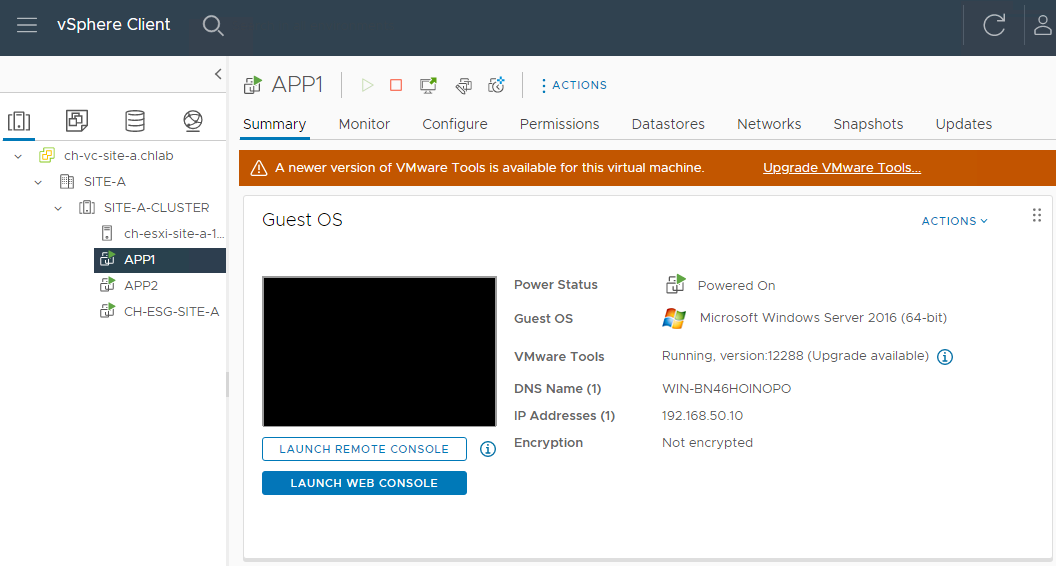 vSphere Client
ch-vc-site-a.chlab
SITE-A
SITE-A-CLUSTER
ch-esxi-site-a-1...
APP1
APP2
CH-ESG-SITE-A
APP1
ACTIONS
Summary Monitor Configure Permissions Datastores Networks Snapshots Updates
A newer version of VMware Tools is available for this virtual machine. Upgrade VMware Tools...
Guest OS
ACTIONS
LAUNCH REMOTE CONSOLE
LAUNCH WEB CONSOLE
Power Status Powered On
Guest OS Microsoft Windows Server 2016 (64-bit)
VMware Tools Running, version:12288 (Upgrade available)
DNS Name (1) WIN-BN46HOINOPO
IP Addresses (1) 192.168.50.10
Encryption Not encrypted